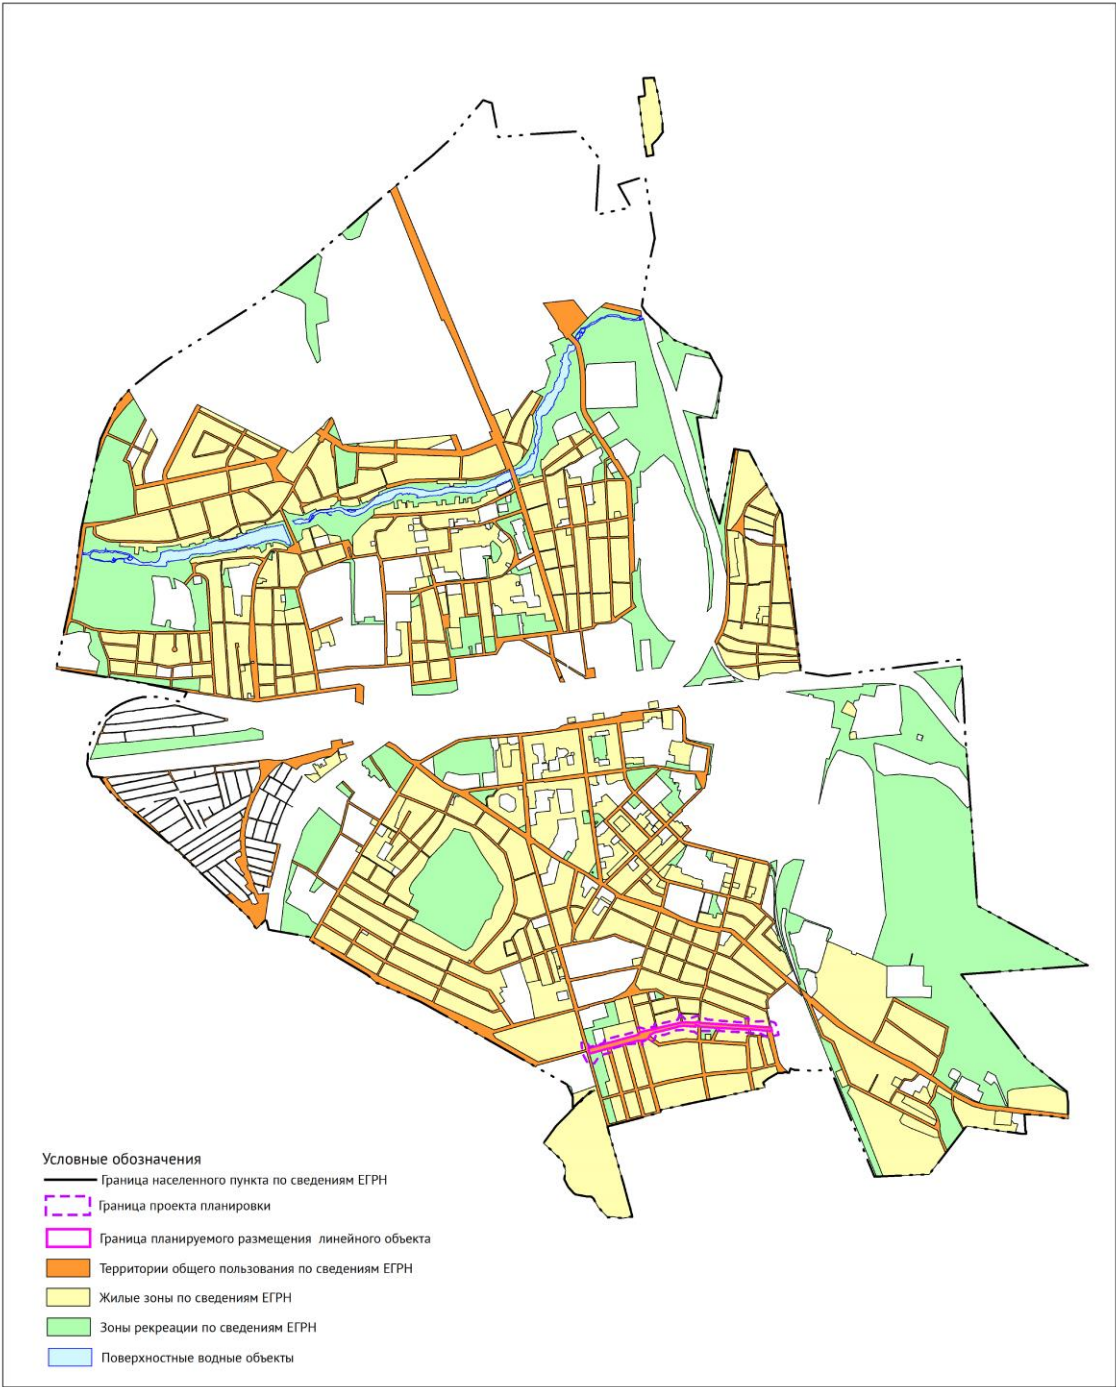 Условные обозначения
Граница населенного пункта по сведениям ЕГРН
Граница проекта планировки
Граница планируемого размещения линейного объекта
Территории общего пользования по сведениям ЕГРН
Жилые зоны по сведениям ЕГРН
Зоны рекреации по сведениям ЕГРН
Поверхностные водные объекты